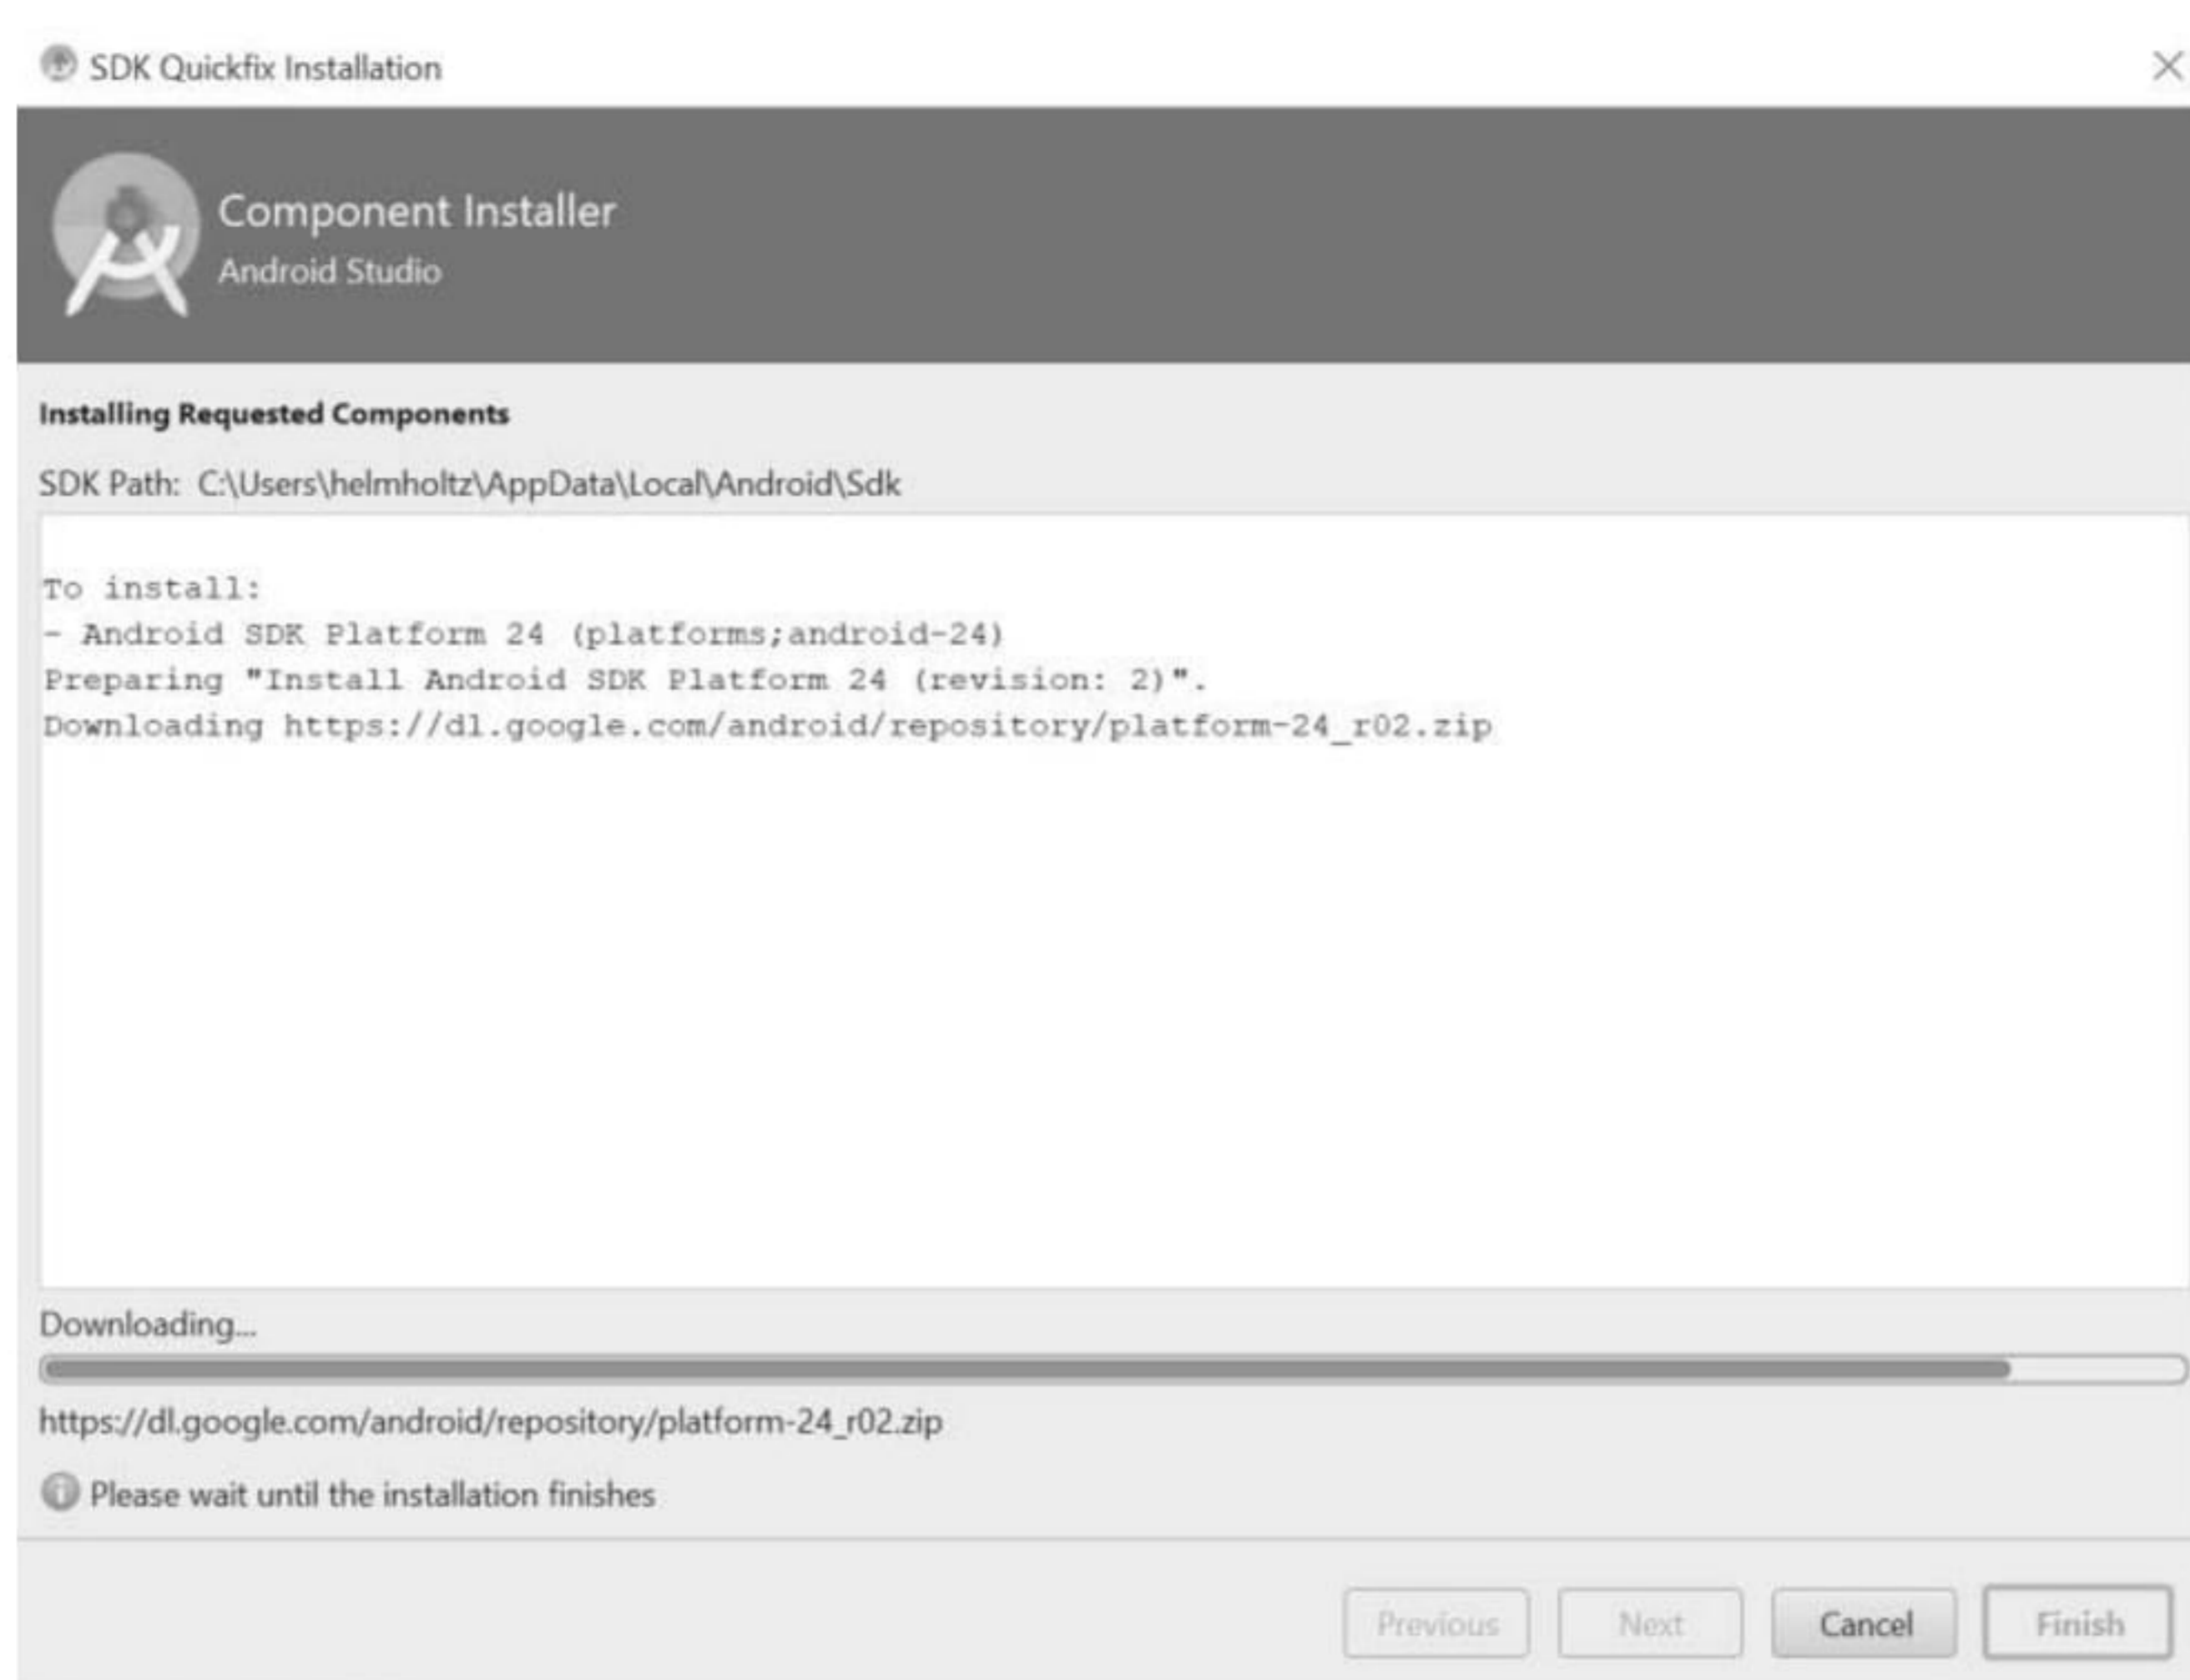 SDK Quickfix Installation
Component Installer
Android Studio
Installing Requested Components
SDK Path: C:\Users\helmholtz\AppData\Local\Android\Sdk
To install:
- Android SDK Platform 24 (platforms;android-24)
Preparing "Install Android SDK Platform 24 (revision: 2)".
Downloading https://dl.google.com/android/repository/platform-24_r02.zip
Downloading...
https://dl.google.com/android/repository/platform-24_r02.zip
Please wait until the installation finishes
Previous Next Cancel Finish